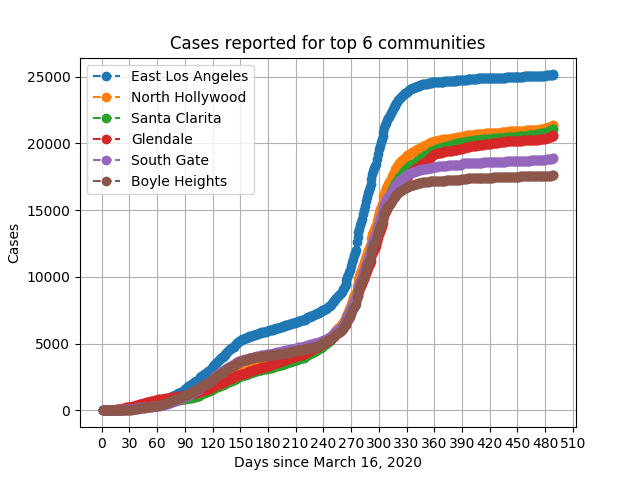 Cases reported for top 6 communities
25000
20000
15000
10000
5000
0
Cases
East Los Angeles
North Hollywood
Santa Clarita
Glendale
South Gate
Boyle Heights
0 30 60 90 120 150 180 210 240 270 300 330 360 390 420 450 480 510
Days since March 16, 2020